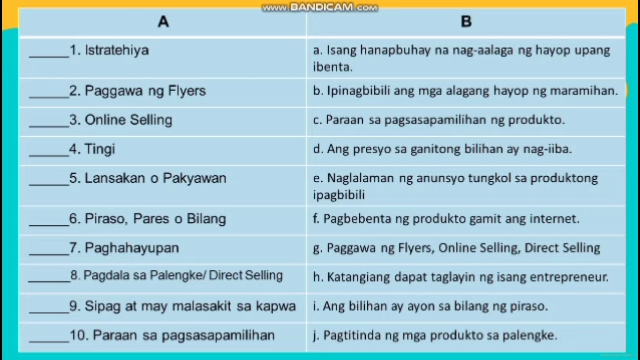 www.BANDICAM.com
A
B
_____1. Istratehiya
a. Isang hanapbuhay na nag-aalaga ng hayop upang
ibenta.
_____2. Paggawa ng Flyers
b. Ipinagbibili ang mga alagang hayop ng maramihan.
_____3. Online Selling
c. Paraan sa pagsasapamilihan ng produkto.
_____4. Tingi
d. Ang presyo sa ganitong bilihan ay nag-iiba.
_____5. Lansakan o Pakyawan
e. Naglalaman ng anunsyo tungkol sa produktong
ipagbibili
_____6. Piraso, Pares o Bilang
f. Pagbebenta ng produkto gamit ang internet.
_____7. Paghahayupan
g. Paggawa ng Flyers, Online Selling, Direct Selling
_____8. Pagdala sa Palengke/ Direct Selling
h. Katangiang dapat taglayin ng isang entrepreneur.
_____9. Sipag at may malasakit sa kapwa
i. Ang bilihan ay ayon sa bilang ng piraso.
_____10. Paraan sa pagsasapamilihan
j. Pagtitinda ng mga produkto sa palengke.